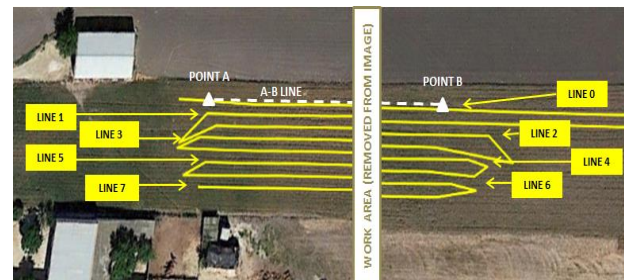 POINT A
A-B LINE
POINT B
LINE 0
LINE 1
LINE 2
LINE 3
LINE 4
LINE 5
LINE 6
LINE 7
WORK AREA (REMOVED FROM IMAGE)